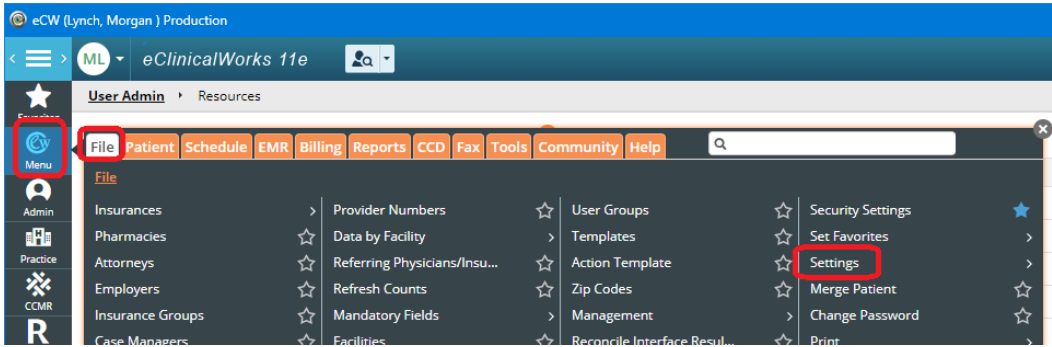 eCW (Lynch, Morgan ) Production
ML eClinicalWorks 11e
User Admin Resources
Favorites
Menu
Admin
Practice
CCMR
R
File Patient Schedule EMR Billing Reports CCD Fax Tools Community Help
File
Insurances Provider Numbers User Groups Security Settings
Pharmacies Data by Facility Templates Set Favorites
Attorneys Referring Physicians/Insu... Action Template Settings
Employers Refresh Counts Zip Codes Merge Patient
Insurance Groups Mandatory Fields Management Change Password
Case Managers Facilities Reconcile Interface Resul... Print